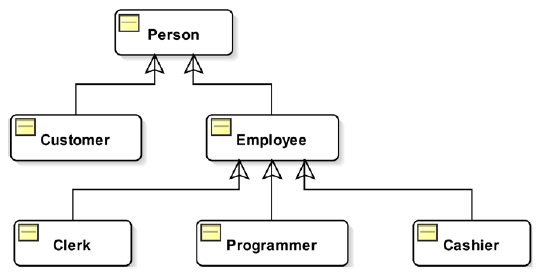 Person
Customer
Employee
Clerk
Programmer
Cashier